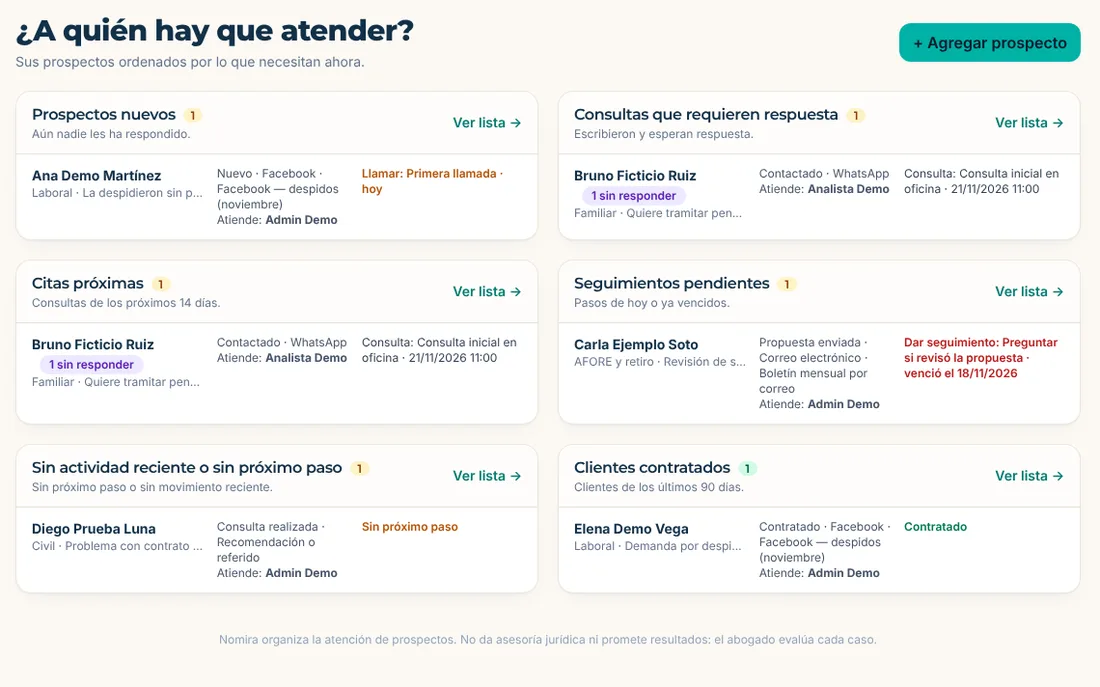 ¿A quién hay que atender?
Sus prospectos ordenados por lo que necesitan ahora.
+ Agregar prospecto
Prospectos nuevos 1
Aún nadie les ha respondido.
Ver lista →
Ana Demo Martínez
Laboral · La despidieron sin p...
Nuevo · Facebook ·
Facebook — despidos
(noviembre)
Atiende: Admin Demo
Llamar: Primera llamada ·
hoy
Consultas que requieren respuesta 1
Escribieron y esperan respuesta.
Ver lista →
Bruno Ficticio Ruiz
1 sin responder
Familiar · Quiere tramitar pen...
Contactado · WhatsApp
Atiende: Analista Demo
Consulta: Consulta inicial en
oficina · 21/11/2026 11:00
Citas próximas 1
Consultas de los próximos 14 días.
Ver lista →
Bruno Ficticio Ruiz
1 sin responder
Familiar · Quiere tramitar pen...
Contactado · WhatsApp
Atiende: Analista Demo
Consulta: Consulta inicial en
oficina · 21/11/2026 11:00
Seguimientos pendientes 1
Pasos de hoy o ya vencidos.
Ver lista →
Carla Ejemplo Soto
AFORE y retiro · Revisión de s...
Propuesta enviada ·
Correo electrónico ·
Boletín mensual por
correo
Atiende: Admin Demo
Dar seguimiento: Preguntar
si revisó la propuesta ·
venció el 18/11/2026
Sin actividad reciente o sin próximo paso 1
Sin próximo paso o sin movimiento reciente.
Ver lista →
Diego Prueba Luna
Civil · Problema con contrato ...
Consulta realizada ·
Recomendación o
referido
Atiende: Admin Demo
Sin próximo paso
Clientes contratados 1
Clientes de los últimos 90 días.
Ver lista →
Elena Demo Vega
Laboral · Demanda por despi...
Contratado · Facebook ·
Facebook — despidos
(noviembre)
Atiende: Admin Demo
Contratado
Nomira organiza la atención de prospectos. No da asesoría jurídica ni promete resultados: el abogado evalúa cada caso.